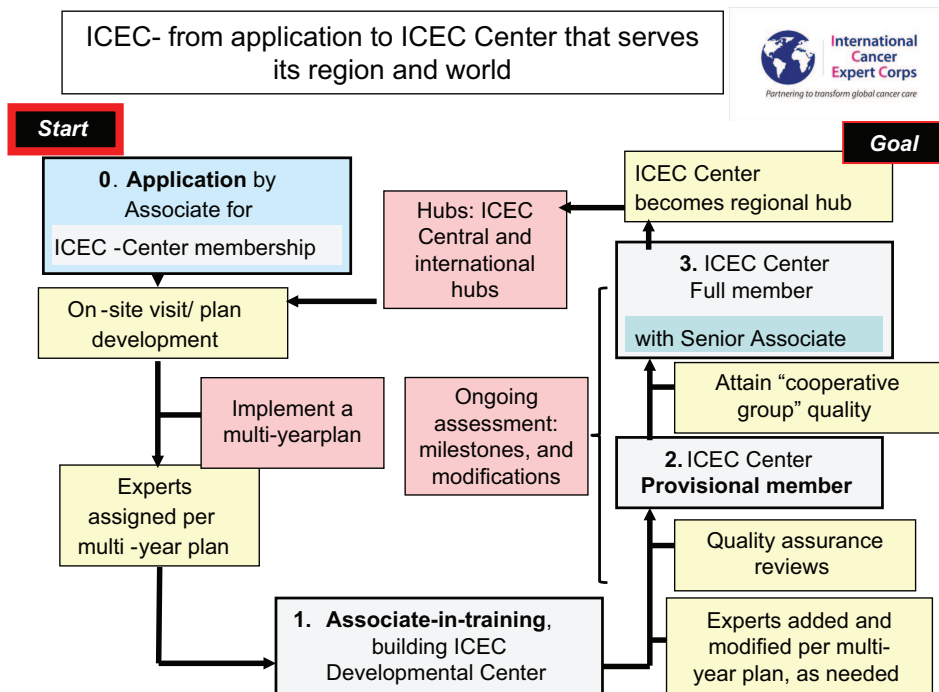 ICEC- from application to ICEC Center that serves
its region and world
International
Cancer
Expert Corps
Partnering to transform global cancer care
Start
Goal
0. Application by
Associate for
ICEC -Center membership
On -site visit/ plan
development
Implement a
multi-yearplan
Experts
assigned per
multi -year plan
1. Associate-in-training,
building ICEC
Developmental Center
Experts added and
modified per multi-
year plan, as needed
Quality assurance
reviews
2. ICEC Center
Provisional member
Attain “cooperative
group” quality
Ongoing
assessment:
milestones, and
modifications
3. ICEC Center
Full member
with Senior Associate
ICEC Center
becomes regional hub
Hubs: ICEC
Central and
international
hubs